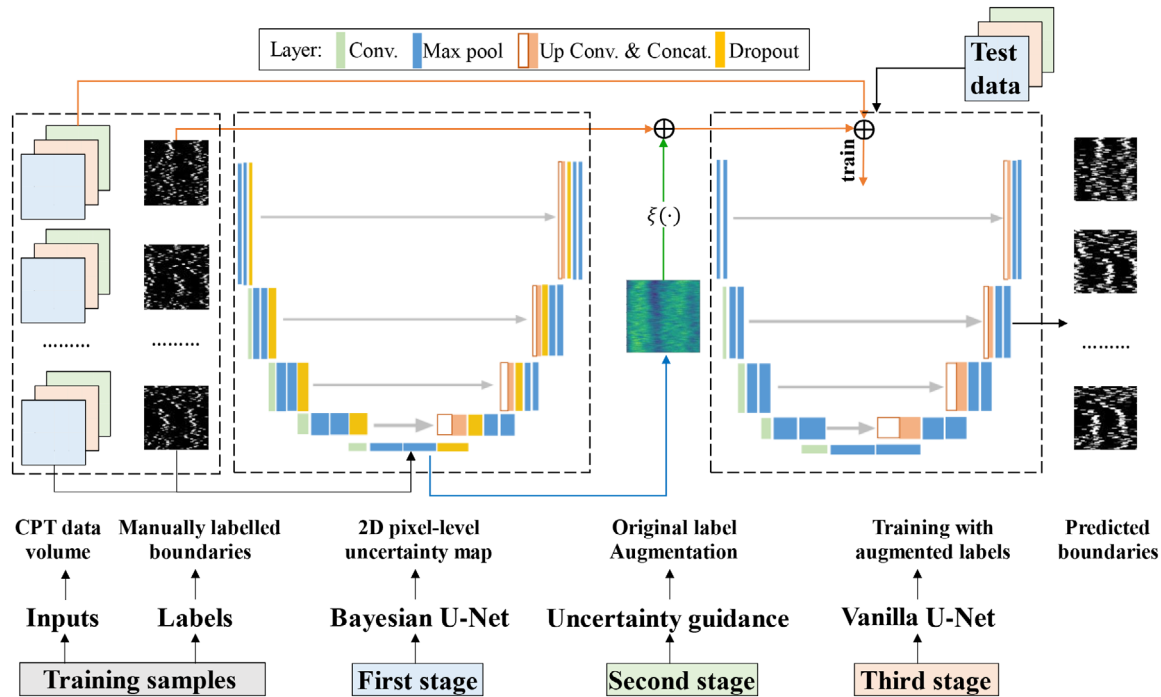 Layer: Conv. Max pool Up Conv. & Concat. Dropout
Test
data
train
ξ(·)
......... ......... .........
CPT data
volume
Manually labelled
boundaries
2D pixel-level
uncertainty map
Original label
Augmentation
Training with
augmented labels
Predicted
boundaries
Inputs
Labels
Bayesian U-Net
Uncertainty guidance
Vanilla U-Net
Training samples
First stage
Second stage
Third stage